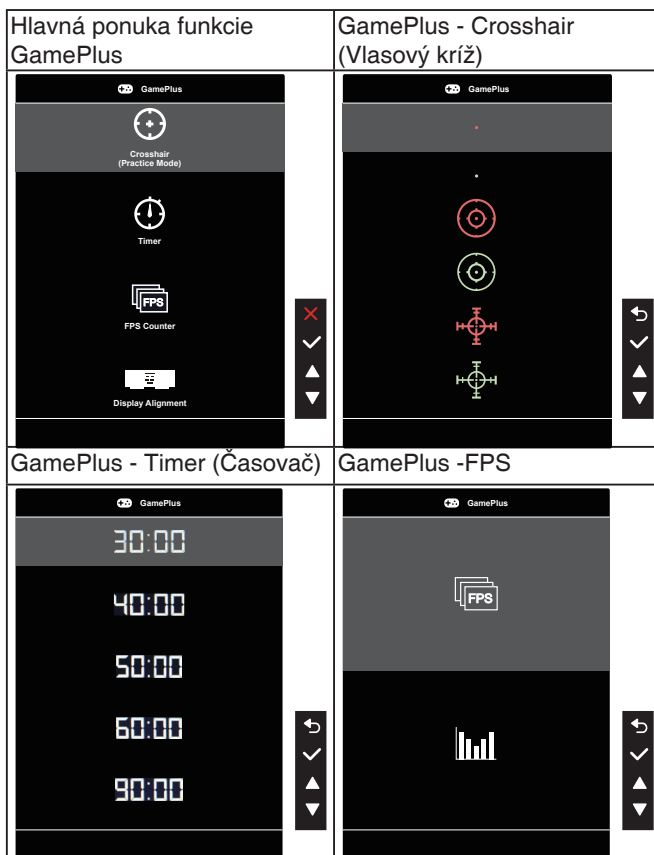 Hlavná ponuka funkcie
GamePlus
GamePlus - Crosshair
(Vlasový kríž)
GamePlus
Crosshair
(Practice Mode)
Timer
FPS
FPS Counter
Display Alignment
GamePlus
GamePlus - Timer (Časovač)
GamePlus -FPS
GamePlus
30:00
40:00
50:00
60:00
90:00
GamePlus
FPS